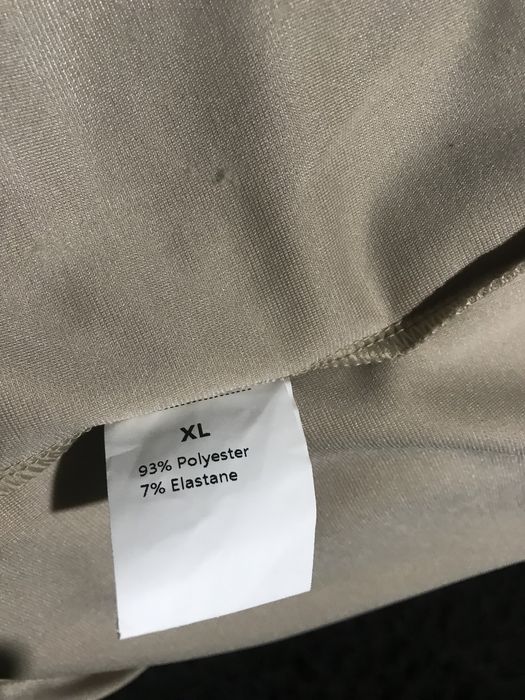 XL
93% Polyester
7% Elastane